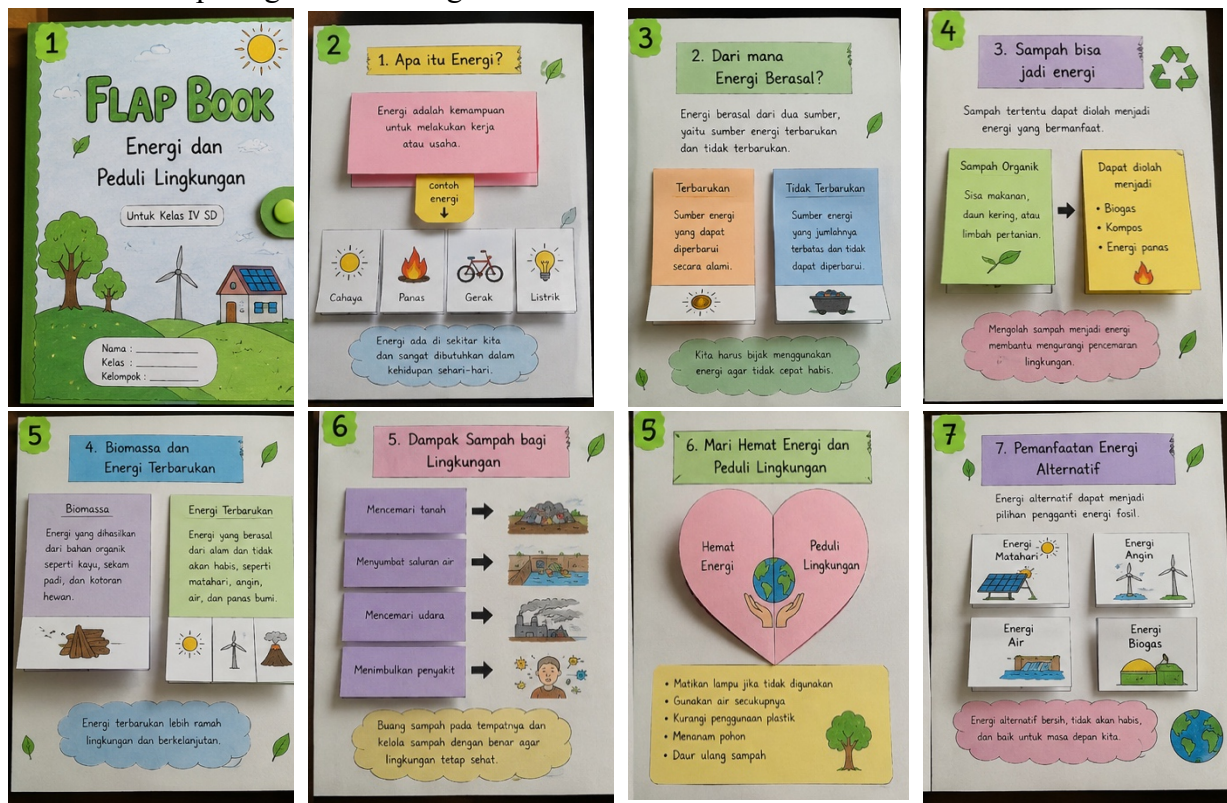 1
FLAP BOOK
Energi dan
Peduli Lingkungan
Untuk Kelas IV SD
Nama :
Kelas :
Kelompok :
2
1. Apa itu Energi?
Energi adalah kemampuan
untuk melakukan kerja
atau usaha.
contoh
energi
Cahaya
Panas
Gerak
Listrik
Energi ada di sekitar kita
dan sangat dibutuhkan dalam
kehidupan sehari-hari.
3
2. Dari mana
Energi Berasal?
Energi berasal dari dua sumber,
yaitu sumber energi terbarukan
dan tidak terbarukan.
Terbarukan
Sumber energi
yang dapat
diperbarui
secara alami.
Tidak Terbarukan
Sumber energi
yang jumlahnya
terbatas dan tidak
dapat diperbarui.
Kita harus bijak menggunakan
energi agar tidak cepat habis.
4
3. Sampah bisa
jadi energi
Sampah tertentu dapat diolah menjadi
energi yang bermanfaat.
Sampah Organik
Sisa makanan,
daun kering, atau
limbah pertanian.
Dapat diolah
menjadi
• Biogas
• Kompos
• Energi panas
Mengolah sampah menjadi energi
membantu mengurangi pencemaran
lingkungan.
5
4. Biomassa dan
Energi Terbarukan
Biomassa
Energi yang dihasilkan
dari bahan organik
seperti kayu, sekam
padi, dan kotoran
hewan.
Energi Terbarukan
Energi yang berasal
dari alam dan tidak
akan habis, seperti
matahari, angin,
air, dan panas bumi.
Energi terbarukan lebih ramah
lingkungan dan berkelanjutan.
6
5. Dampak Sampah bagi
Lingkungan
Mencemari tanah
Menyumbat saluran air
Mencemari udara
Menimbulkan penyakit
Buang sampah pada tempatnya dan
kelola sampah dengan benar agar
lingkungan tetap sehat.
5
6. Mari Hemat Energi dan
Peduli Lingkungan
Hemat
Energi
Peduli
Lingkungan
• Matikan lampu jika tidak digunakan
• Gunakan air secukupnya
• Kurangi penggunaan plastik
• Menanam pohon
• Daur ulang sampah
7
7. Pemanfaatan Energi
Alternatif
Energi alternatif dapat menjadi
pilihan pengganti energi fosil.
Energi
Matahari
Energi
Angin
Energi
Air
Energi
Biogas
Energi alternatif bersih, tidak akan habis,
dan baik untuk masa depan kita.